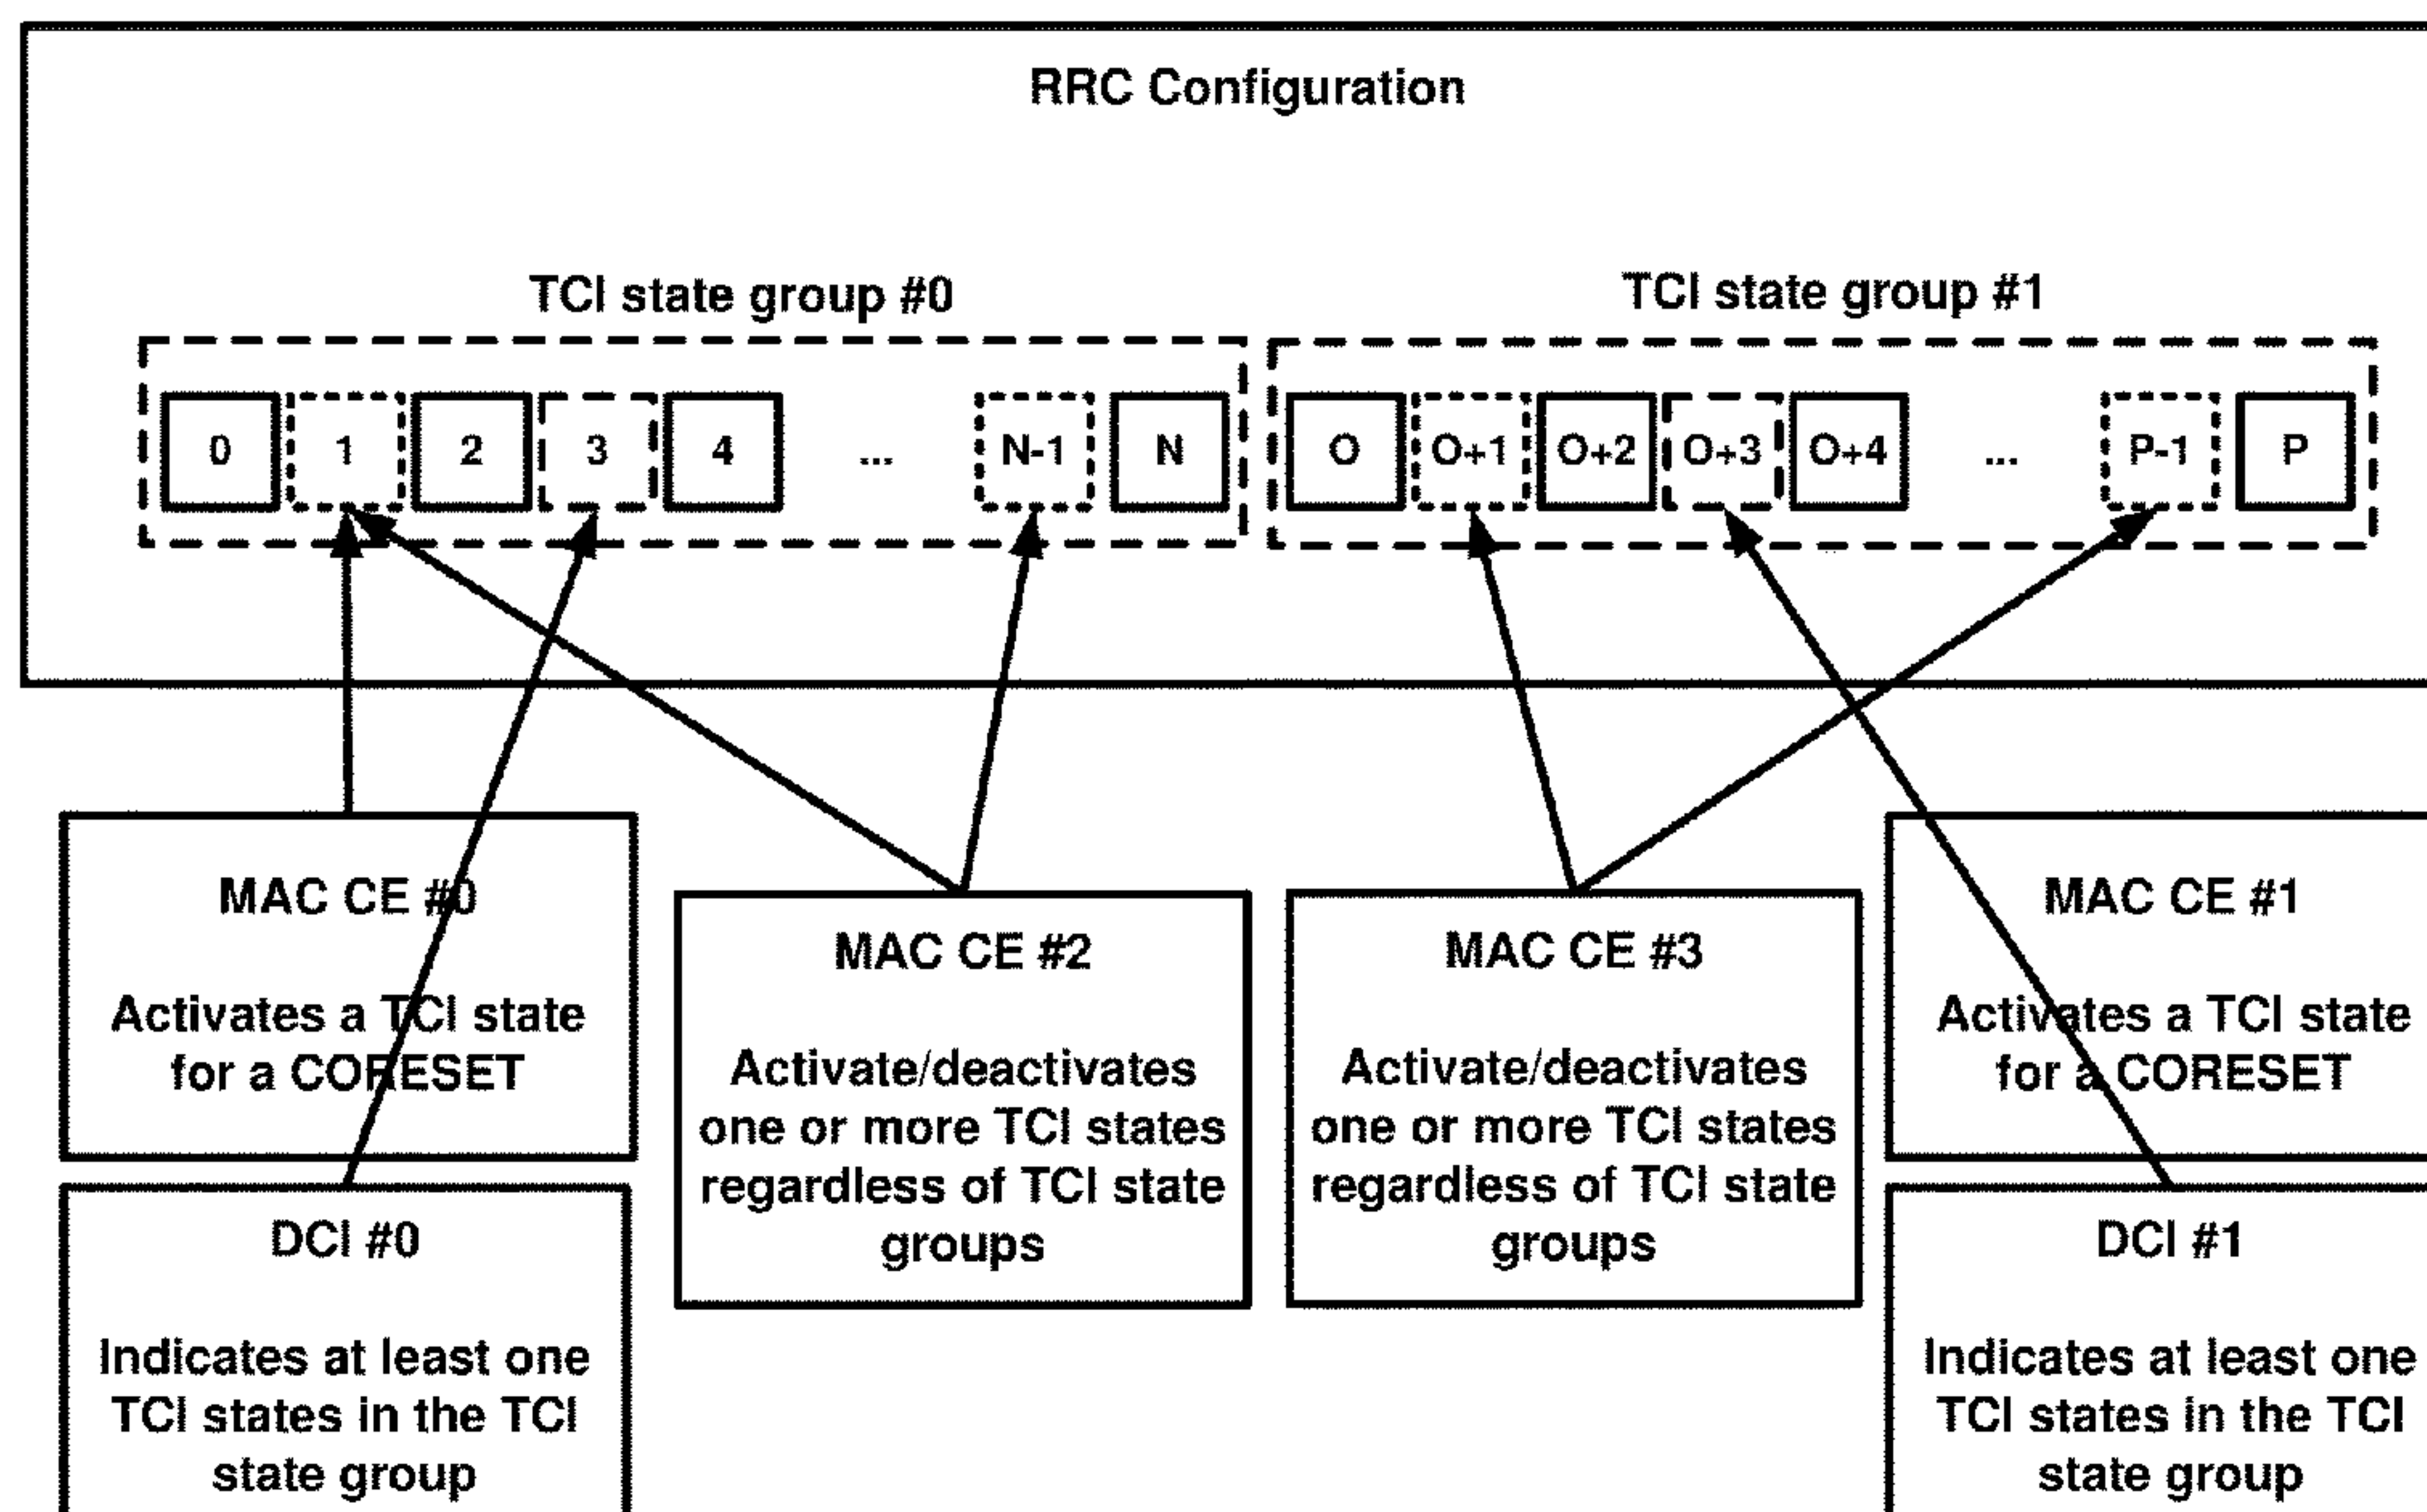 RRC Configuration
TCI state group #0
TCI state group #1
0 1 2 3 4 ... N-1 N
O O+1 O+2 O+3 O+4 ... P-1 P
MAC CE #0
Activates a TCI state
for a CORESET
DCI #0
Indicates at least one
TCI states in the TCI
state group
MAC CE #2
Activate/deactivates
one or more TCI states
regardless of TCI state
groups
MAC CE #3
Activate/deactivates
one or more TCI states
regardless of TCI state
groups
MAC CE #1
Activates a TCI state
for a CORESET
DCI #1
Indicates at least one
TCI states in the TCI
state group